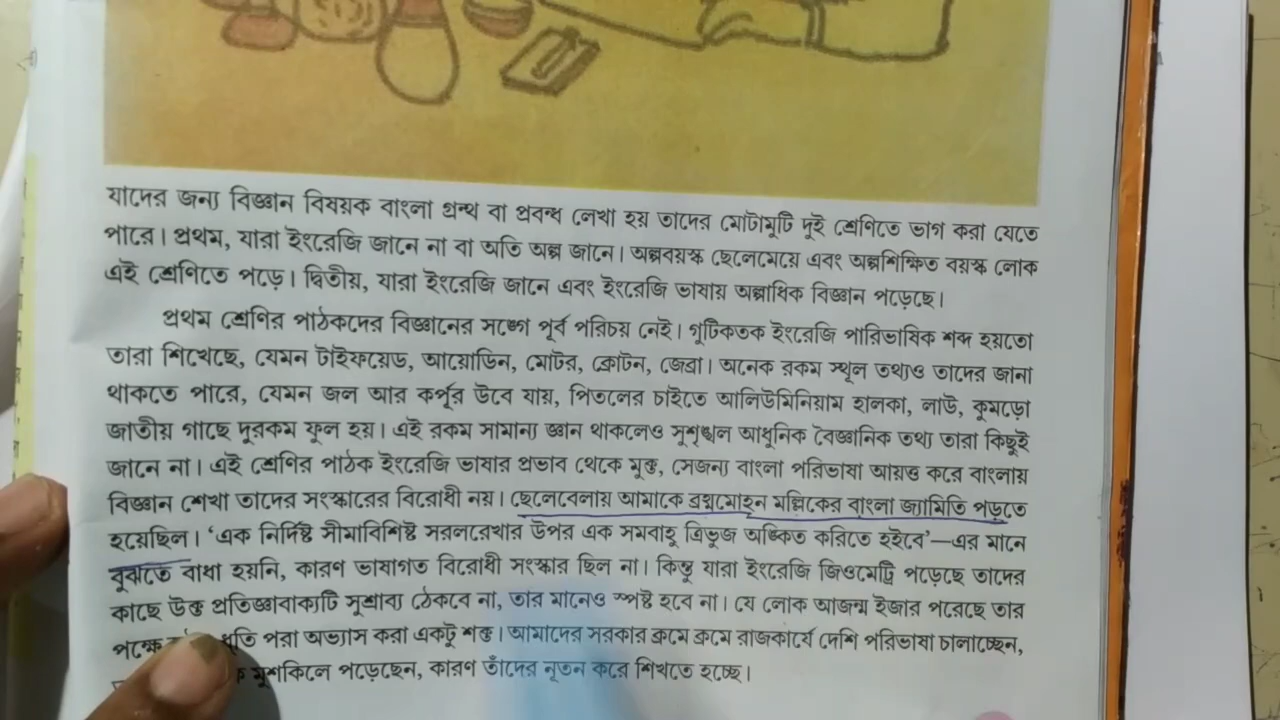 যাদের জন্য বিজ্ঞান বিষয়ক বাংলা গ্রন্থ বা প্রবন্ধ লেখা হয় তাদের মোটামুটি দুই শ্রেণিতে ভাগ করা যেতে
পারে। প্রথম, যারা ইংরেজি জানে না বা অতি অল্প জানে। অল্পবয়স্ক ছেলেমেয়ে এবং অল্পশিক্ষিত বয়স্ক লোক
এই শ্রেণিতে পড়ে। দ্বিতীয়, যারা ইংরেজি জানে এবং ইংরেজি ভাষায় অল্পাধিক বিজ্ঞান পড়েছে।
প্রথম শ্রেণির পাঠকদের বিজ্ঞানের সঙ্গে পূর্ব পরিচয় নেই। গুটিকতক ইংরেজি পারিভাষিক শব্দ হয়তো
তারা শিখেছে, যেমন টাইফয়েড, আয়োডিন, মোটর, ক্রোটন, জেব্রা। অনেক রকম স্থূল তথ্যও তাদের জানা
থাকতে পারে, যেমন জল আর কর্পূর উবে যায়, পিতলের চাইতে আলিউমিনিয়াম হালকা, লাউ, কুমড়ো
জাতীয় গাছে দুরকম ফুল হয়। এই রকম সামান্য জ্ঞান থাকলেও সুশৃঙ্খল আধুনিক বৈজ্ঞানিক তথ্য তারা কিছুই
জানে না। এই শ্রেণির পাঠক ইংরেজি ভাষার প্রভাব থেকে মুক্ত, সেজন্য বাংলা পরিভাষা আয়ত্ত করে বাংলায়
বিজ্ঞান শেখা তাদের সংস্কারের বিরোধী নয়। ছেলেবেলায় আমাকে ব্রহ্মমোহন মল্লিকের বাংলা জ্যামিতি পড়তে
হয়েছিল। ‘এক নির্দিষ্ট সীমাবিশিষ্ট সরলরেখার উপর এক সমবাহু ত্রিভুজ অঙ্কিত করিতে হইবে’—এর মানে
বুঝতে বাধা হয়নি, কারণ ভাষাগত বিরোধী সংস্কার ছিল না। কিন্তু যারা ইংরেজি জিওমেট্রি পড়েছে তাদের
কাছে উক্ত প্রতিজ্ঞাবাক্যটি সুশ্রাব্য ঠেকবে না, তার মানেও স্পষ্ট হবে না। যে লোক আজন্ম ইজার পরেছে তার
পক্ষে পরা অভ্যাস করা একটু শক্ত। আমাদের সরকার ক্রমে ক্রমে রাজকার্যে দেশি পরিভাষা চালাচ্ছেন,
মুশকিলে পড়েছেন, কারণ তাঁদের নূতন করে শিখতে হচ্ছে।